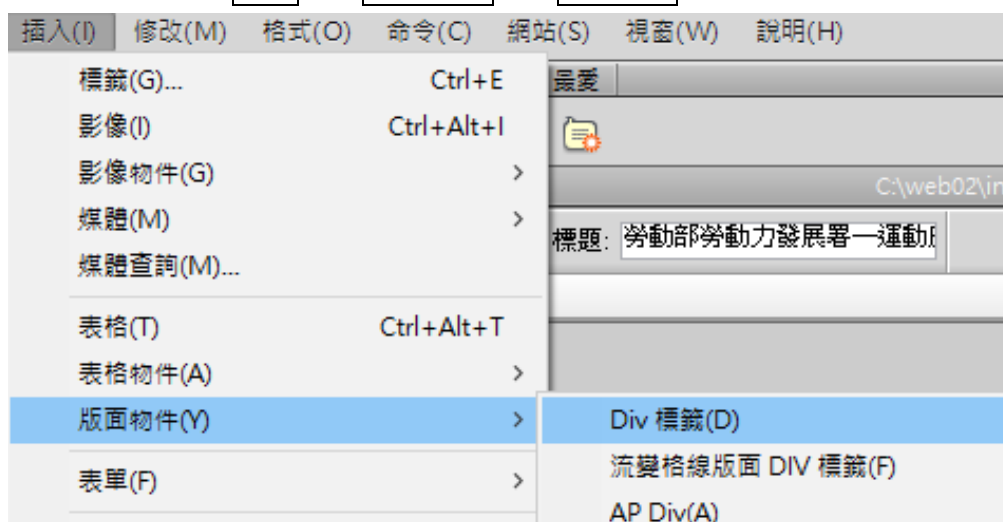 插入(I) 修改(M) 格式(O) 命令(C) 網站(S) 視窗(W) 說明(H)
標籤(G)... Ctrl+E
最愛
影像(I) Ctrl+Alt+I
影像物件(G)
C:\web02\in
媒體(M)
標題: 勞動部勞動力發展署—運動
媒體查詢(M)...
表格(T) Ctrl+Alt+T
表格物件(A)
版面物件(Y)
Div 標籤(D)
流變格線版面 DIV 標籤(F)
表單(F)
AP Div(A)